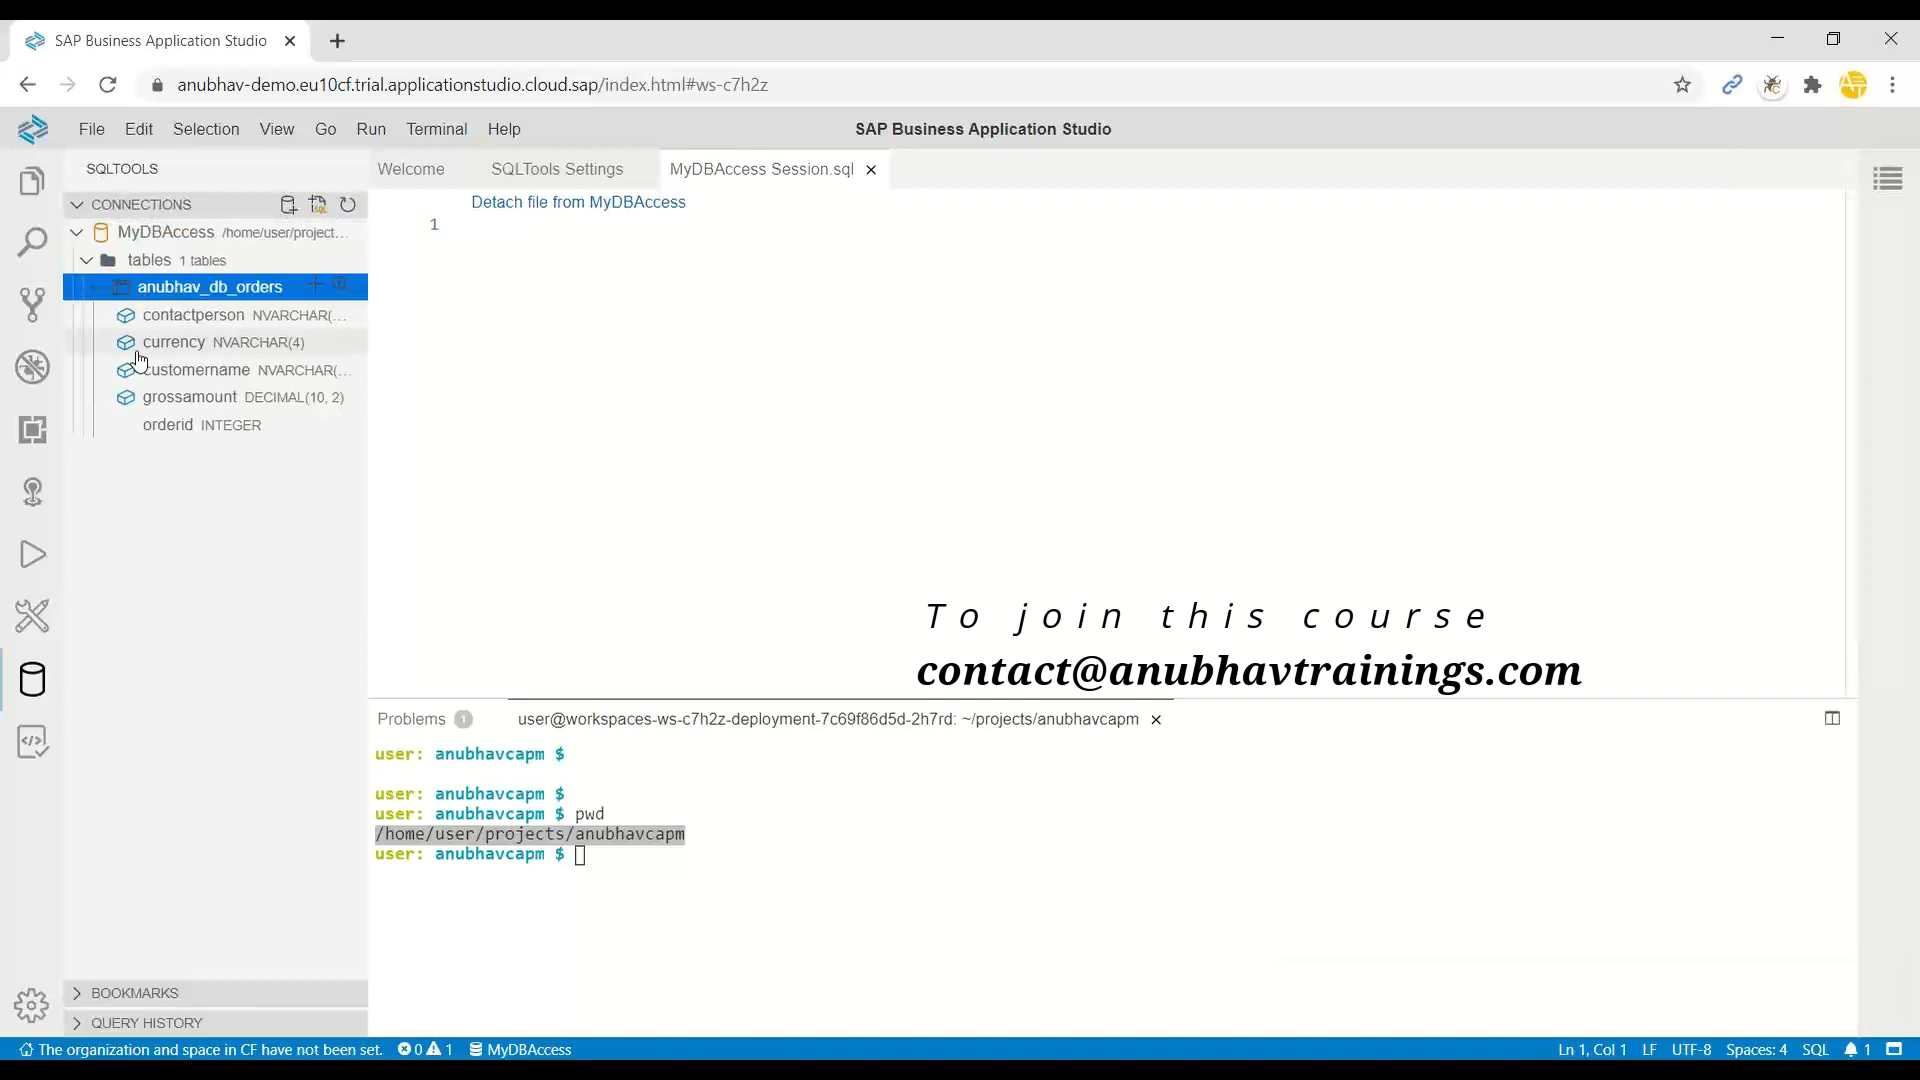 SAP Business Application Studio
anubhav-demo.eu10cf.trial.applicationstudio.cloud.sap/index.html#ws-c7h2z
File Edit Selection View Go Run Terminal Help SAP Business Application Studio
SQLTOOLS
Welcome SQLTools Settings MyDBAccess Session.sql
CONNECTIONS
Detach file from MyDBAccess
1
MyDBAccess /home/user/project...
tables 1 tables
anubhav_db_orders
contactperson NVARCHAR(...
currency NVARCHAR(4)
customername NVARCHAR(...
grossamount DECIMAL(10, 2)
orderid INTEGER
To join this course
contact@anubhavtrainings.com
Problems 1 user@workspaces-ws-c7h2z-deployment-7c69f86d5d-2h7rd: ~/projects/anubhavcapm
user: anubhavcapm $
user: anubhavcapm $
user: anubhavcapm $ pwd
/home/user/projects/anubhavcapm
user: anubhavcapm $
BOOKMARKS
QUERY HISTORY
The organization and space in CF have not been set. 0 1 MyDBAccess Ln 1, Col 1 LF UTF-8 Spaces: 4 SQL 1